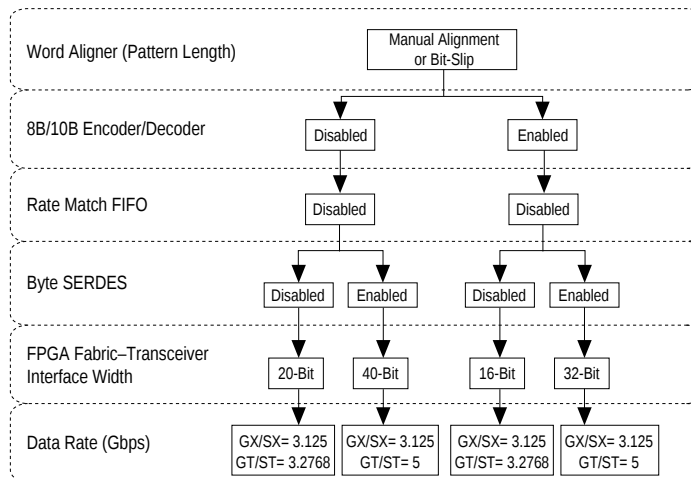 Word Aligner (Pattern Length)
Manual Alignment
or Bit-Slip
8B/10B Encoder/Decoder
Disabled
Enabled
Rate Match FIFO
Disabled
Disabled
Byte SERDES
Disabled
Enabled
Disabled
Enabled
FPGA Fabric–Transceiver
Interface Width
20-Bit
40-Bit
16-Bit
32-Bit
Data Rate (Gbps)
GX/SX= 3.125
GT/ST= 3.2768
GX/SX= 3.125
GT/ST= 5
GX/SX= 3.125
GT/ST= 3.2768
GX/SX= 3.125
GT/ST= 5